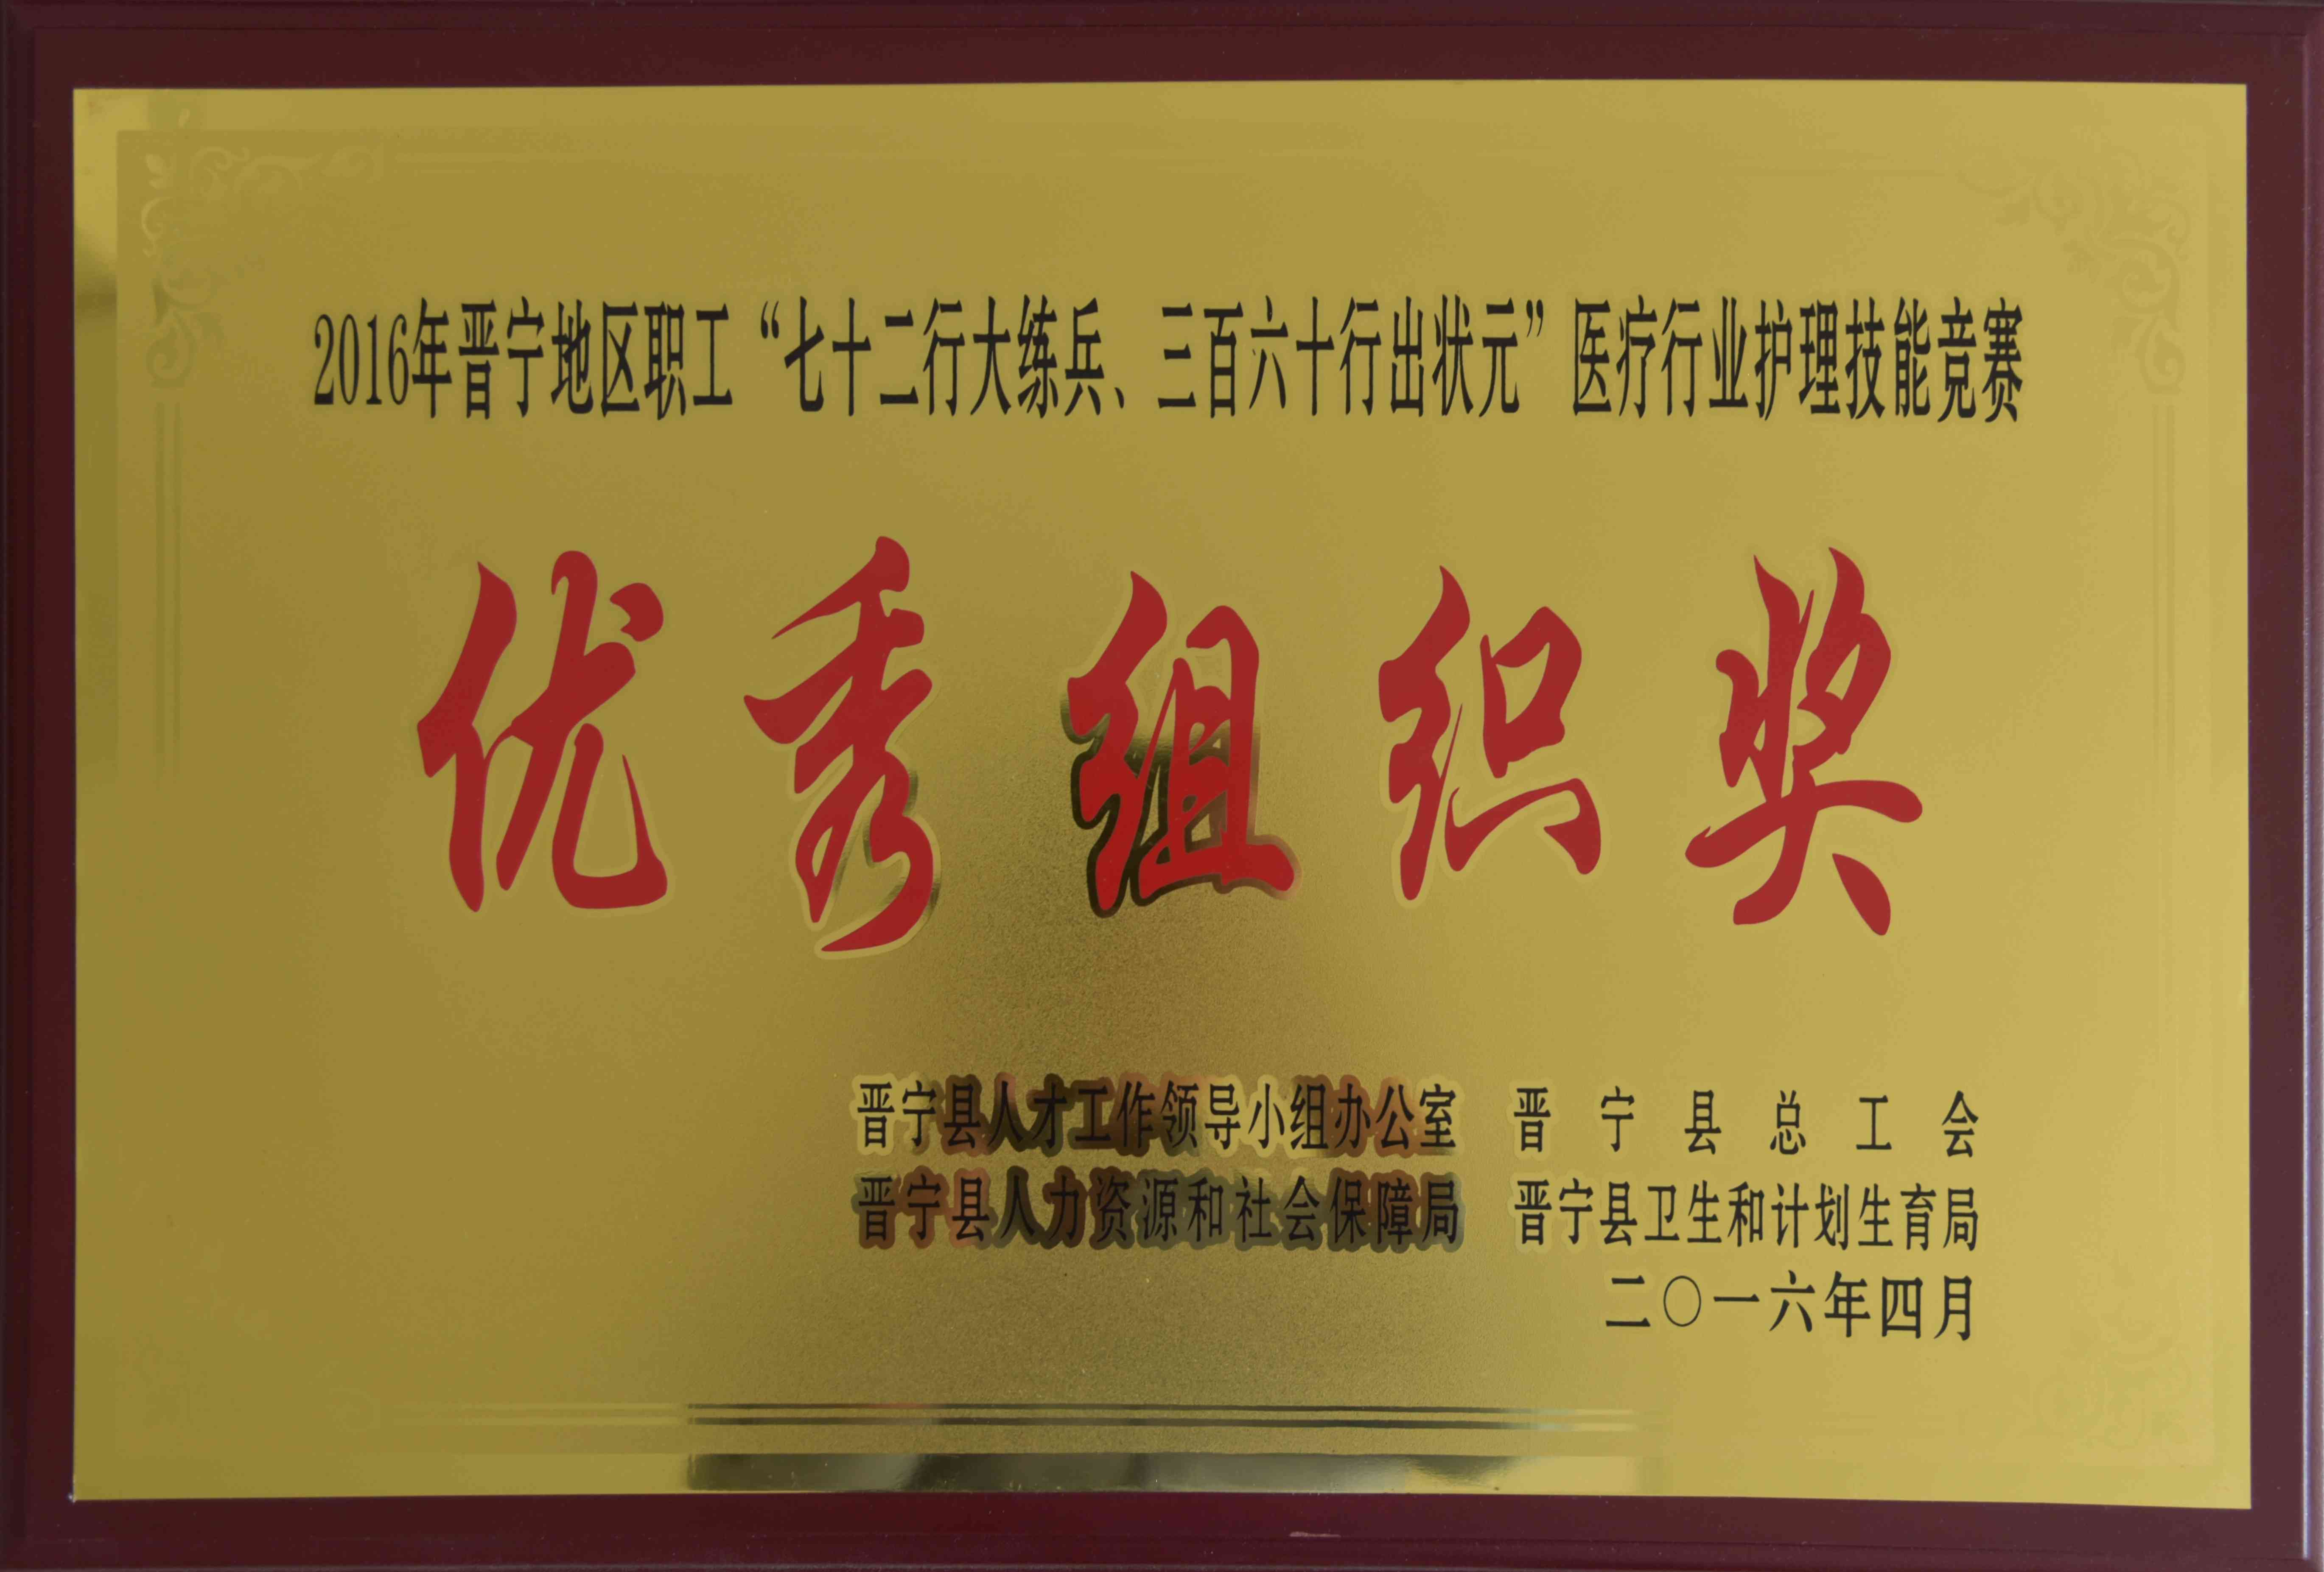 2016年晋宁地区职工“七十二行大练兵、三百六十行出状元”医疗行业护理技能竞赛
优秀组织奖
晋宁县人才工作领导小组办公室 晋宁县总工会
晋宁县人力资源和社会保障局 晋宁县卫生和计划生育局
二〇一六年四月